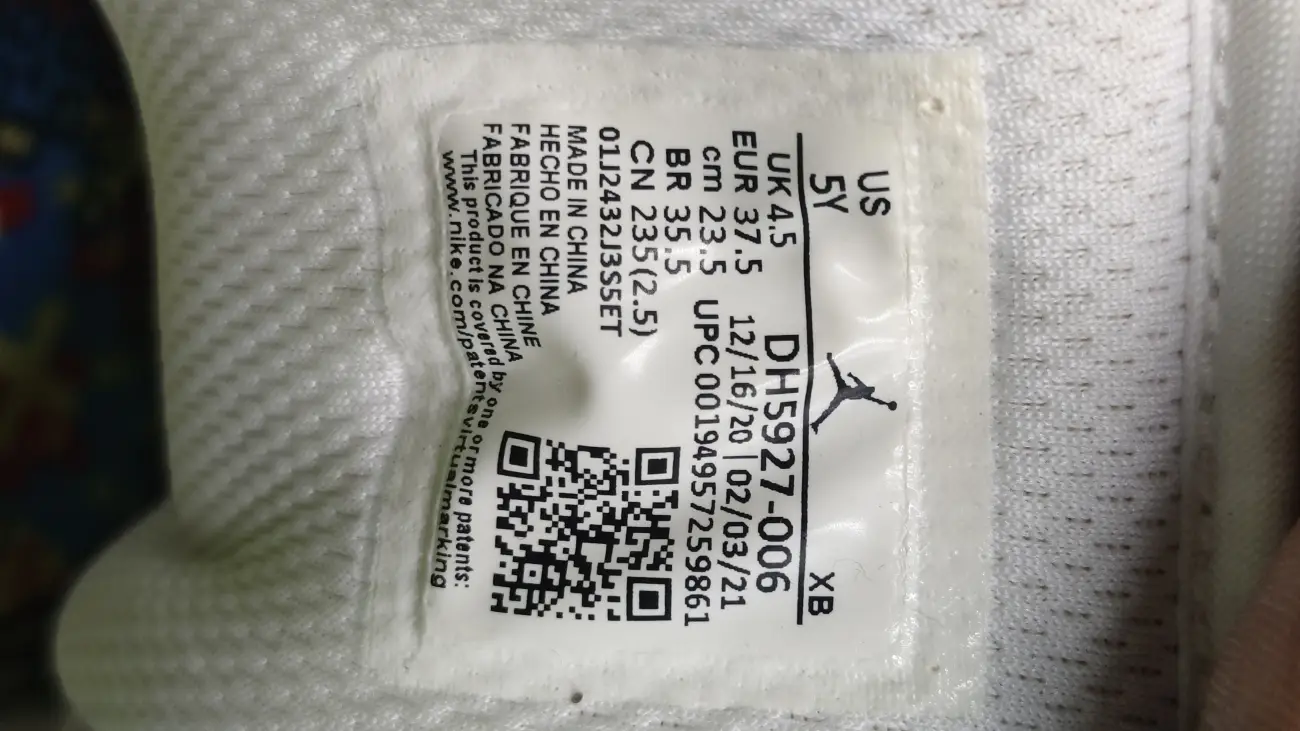 US
5Y
XB
UK 4.5
DH5927-006
EUR 37.5
12/16/20 | 02/03/21
cm 23.5
UPC 00194957259861
BR 35.5
CN 235(2.5)
01J2432J3S5ET
MADE IN CHINA
HECHO EN CHINA
FABRIQUE EN CHINE
FABRICADO NA CHINA
This product is covered by one or more patents:
www.nike.com/patentsvirtualmarking